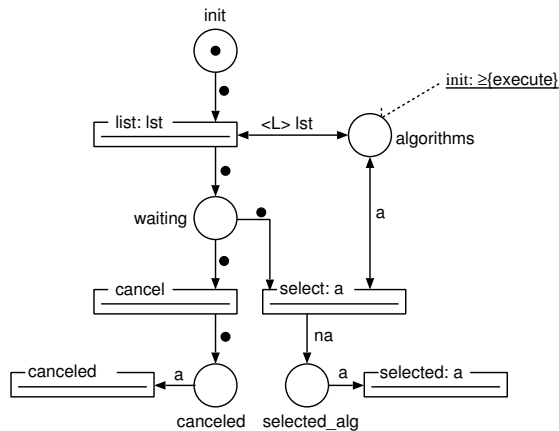 init
init: ≥{execute}
list: lst
<L> lst
algorithms
a
waiting
cancel
select: a
na
canceled
a
a
selected: a
canceled
selected_alg